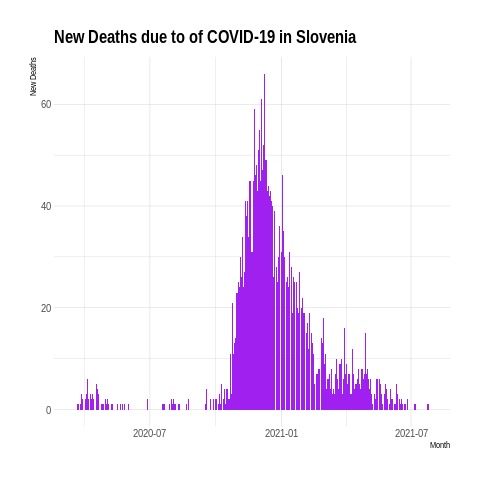 New Deaths due to of COVID-19 in Slovenia
New Deaths
60
40
20
0
2020-07
2021-01
2021-07
Month